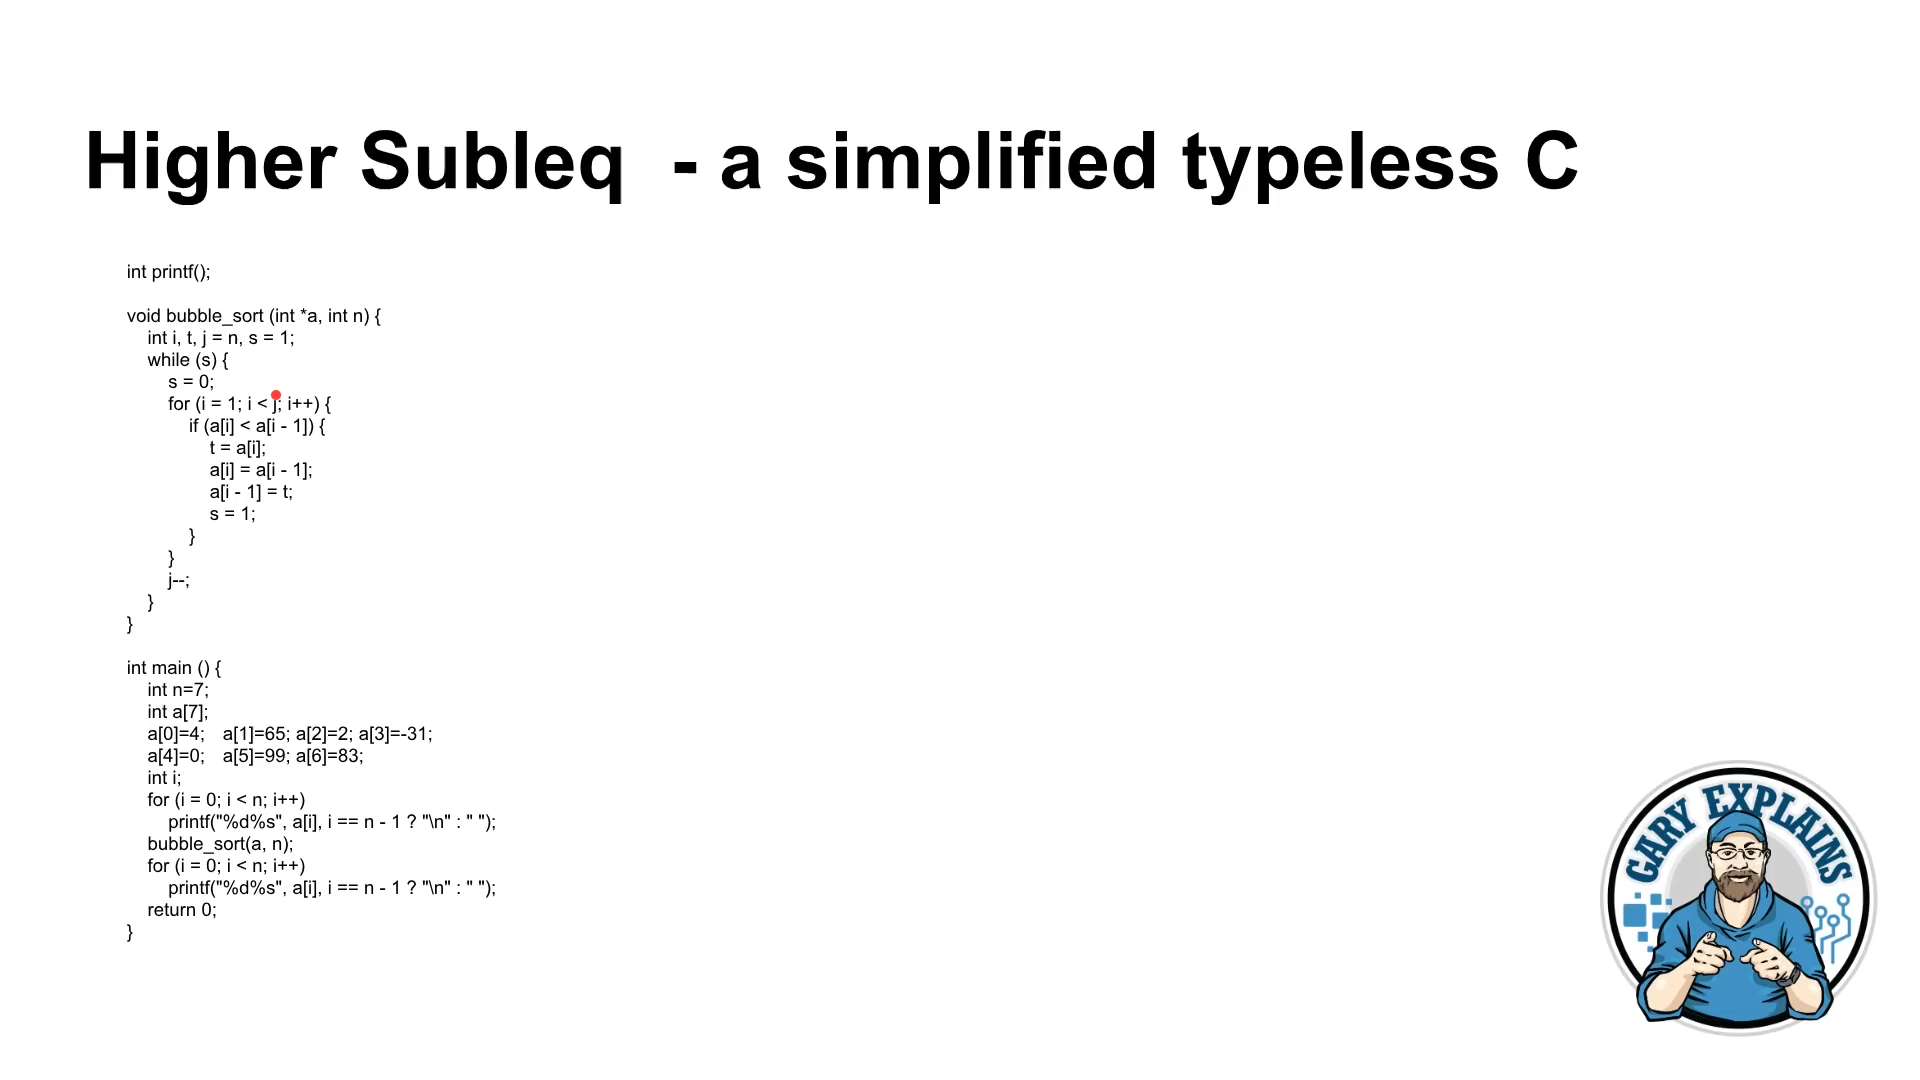 Higher Subleq  - a simplified typeless C
int printf();
void bubble_sort (int *a, int n) {
    int i, t, j = n, s = 1;
    while (s) {
        s = 0;
        for (i = 1; i < j; i++) {
            if (a[i] < a[i - 1]) {
                t = a[i];
                a[i] = a[i - 1];
                a[i - 1] = t;
                s = 1;
            }
        }
        j--;
    }
}
int main () {
    int n=7;
    int a[7];
    a[0]=4;    a[1]=65; a[2]=2; a[3]=-31;
    a[4]=0;    a[5]=99; a[6]=83;
    int i;
    for (i = 0; i < n; i++)
        printf("%d%s", a[i], i == n - 1 ? "\n" : " ");
    bubble_sort(a, n);
    for (i = 0; i < n; i++)
        printf("%d%s", a[i], i == n - 1 ? "\n" : " ");
    return 0;
}
GARY EXPLAINS